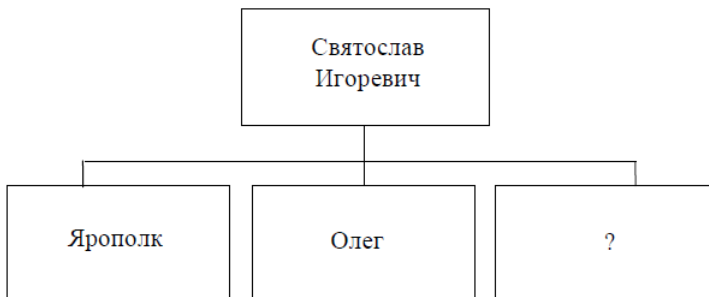 Святослав
Игоревич
Ярополк
Олег
?